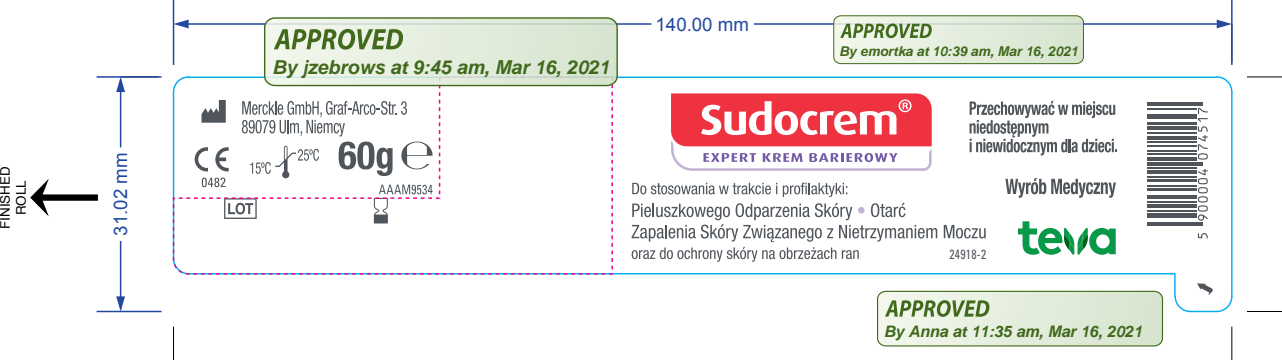 140.00 mm
APPROVED
By jzebrows at 9:45 am, Mar 16, 2021
APPROVED
By emortka at 10:39 am, Mar 16, 2021
FINISHED
ROLL
31.02 mm
Merckle GmbH, Graf-Arco-Str. 3
89079 Ulm, Niemcy
CE
0482
15ºC
25ºC
60g ℮
AAAM9534
LOT
Sudocrem®
EXPERT KREM BARIEROWY
Do stosowania w trakcie i profilaktyki:
Pieluszkowego Odparzenia Skóry • Otarć
Zapalenia Skóry Związanego z Nietrzymaniem Moczu
oraz do ochrony skóry na obrzeżach ran
24918-2
Przechowywać w miejscu
niedostępnym
i niewidocznym dla dzieci.
Wyrób Medyczny
teva
5 900004 074517
APPROVED
By Anna at 11:35 am, Mar 16, 2021